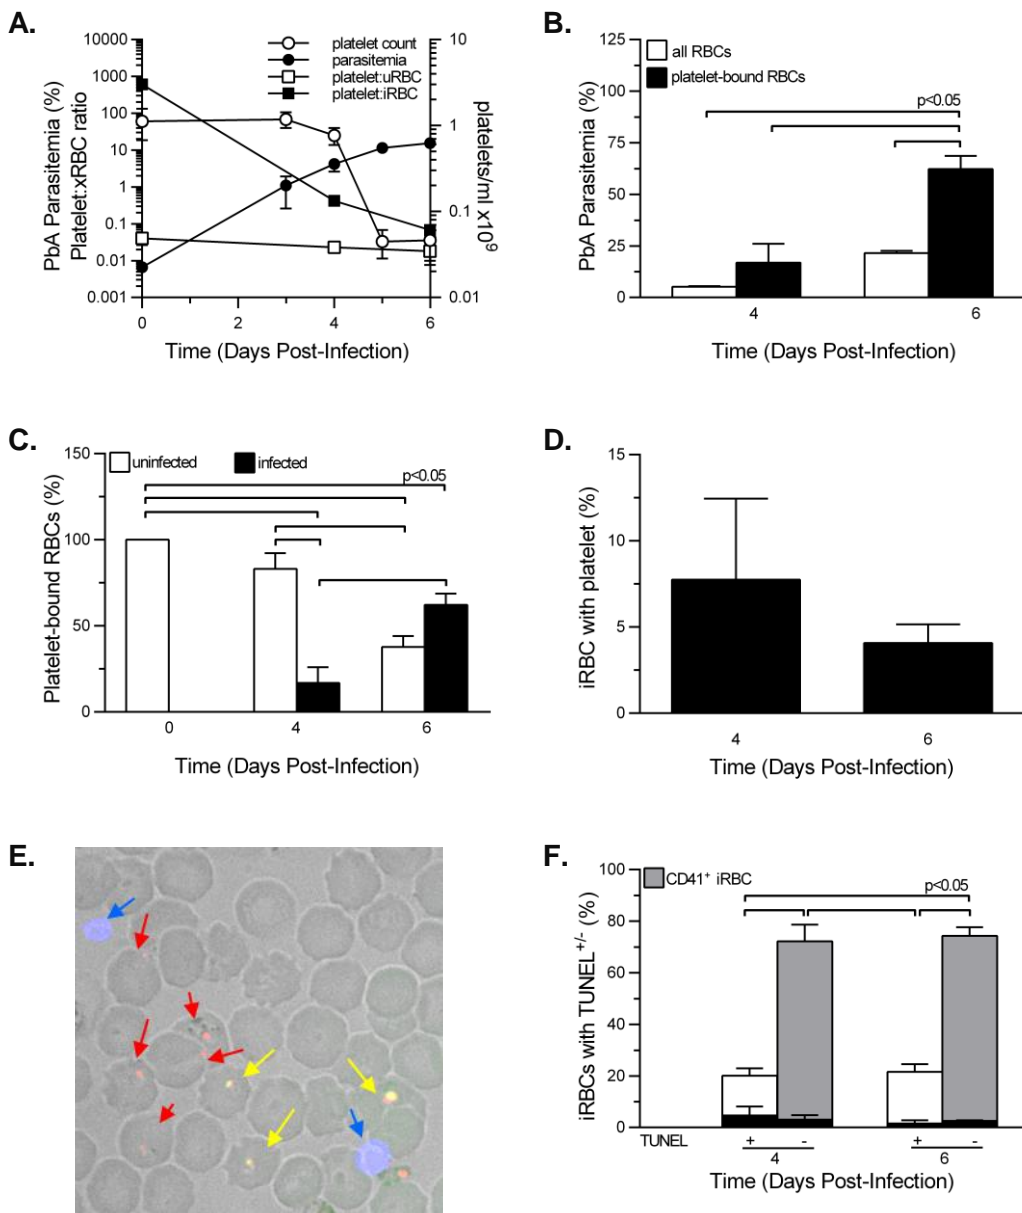 A.
10000
1000
100
10
1
0.1
0.01
0.001
PbA Parasitemia (%)
Platelet:xRBC ratio
platelet count
parasitemia
platelet:uRBC
platelet:iRBC
10
1
0.1
0.01
platelets/ml x10⁹
0 2 4 6
Time (Days Post-Infection)
B.
125
100
75
50
25
0
PbA Parasitemia (%)
all RBCs
platelet-bound RBCs
p<0.05
4 6
Time (Days Post-Infection)
C.
150
100
50
0
Platelet-bound RBCs (%)
uninfected infected
p<0.05
0 4 6
Time (Days Post-Infection)
D.
15
10
5
0
iRBC with platelet (%)
4 6
Time (Days Post-Infection)
E.
F.
100
80
60
40
20
0
iRBCs with TUNEL⁺/⁻ (%)
CD41⁺ iRBC
p<0.05
TUNEL + - + -
4 6
Time (Days Post-Infection)